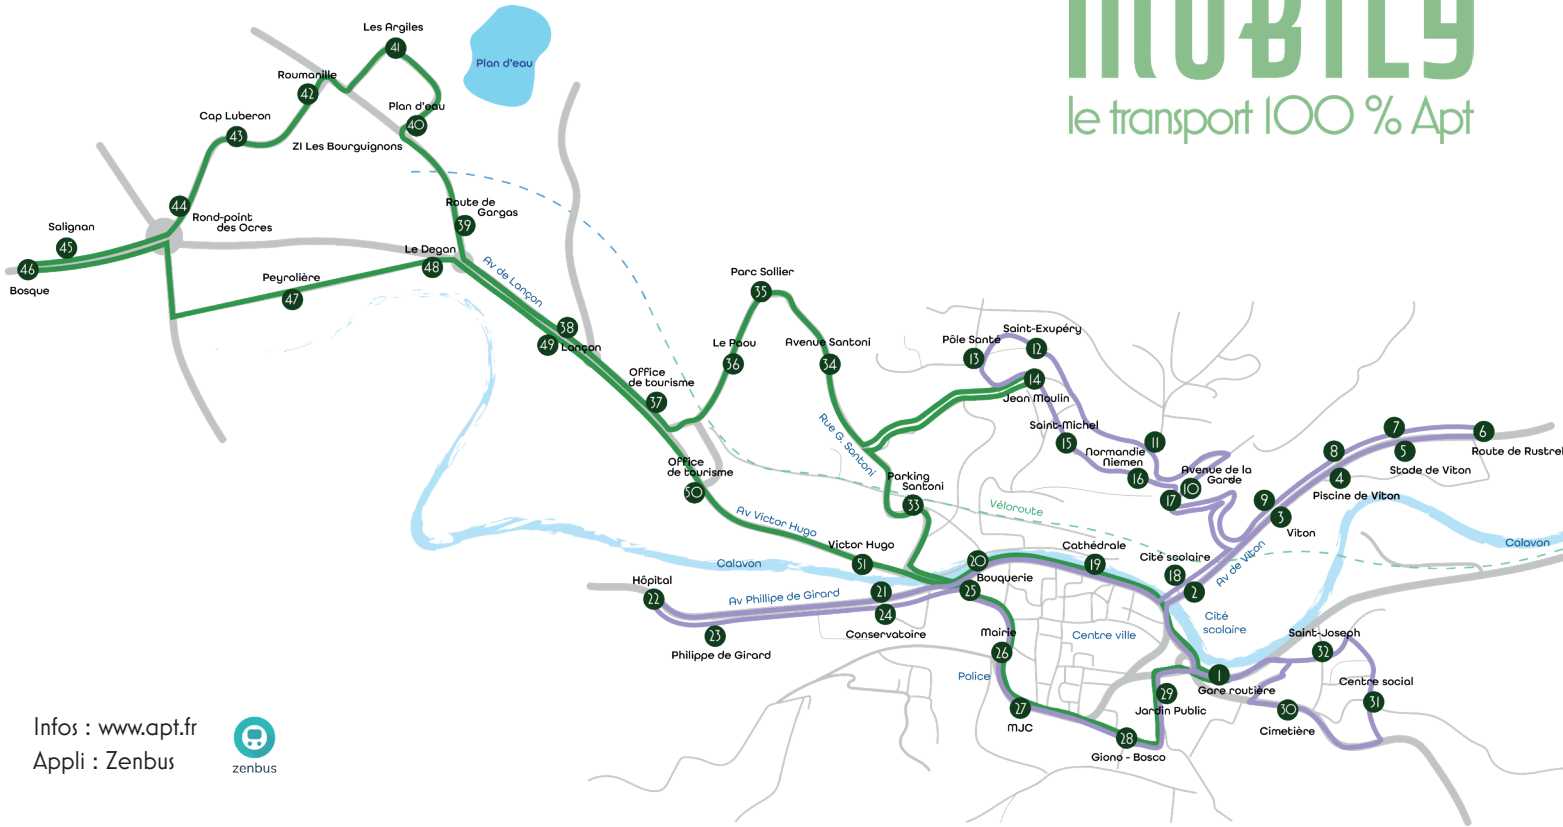 MOBILY
le transport 100 % Apt
Les Argiles
41
Plan d'eau
Roumanille
42
Plan d'eau
40
Cap Luberon
43
ZI Les Bourguignons
44
Rond-point
des Ocres
Route de
Gargas
39
Salignan
45
46
Bosque
Le Degan
48
Peyrolière
47
Av de Lançon
38
49
Lançon
Parc Sollier
35
Le Paou
36
Avenue Santoni
34
Office
de tourisme
37
Rue G. Santoni
Office
de tourisme
50
Parking
Santoni
33
Pôle Santé
13
Saint-Exupéry
12
14
Jean Moulin
Saint-Michel
15
11
Normandie
Niemen
16
Avenue de la
Garde
10
17
7
6
Route de Rustrel
8
5
Stade de Viton
4
Piscine de Viton
9
3
Viton
Av de Viton
Véloroute
Calavon
Av Victor Hugo
Victor Hugo
51
Calavon
Cathédrale
19
Cité scolaire
18
2
20
Bouquerie
25
Hôpital
22
Av Phillipe de Girard
21
24
Conservatoire
23
Philippe de Girard
Cité
scolaire
Centre ville
Mairie
26
Police
27
MJC
28
Giono - Bosco
29
Jardin Public
1
Gare routière
Saint-Joseph
32
Centre social
31
30
Cimetière
Infos : www.apt.fr
Appli : Zenbus
zenbus